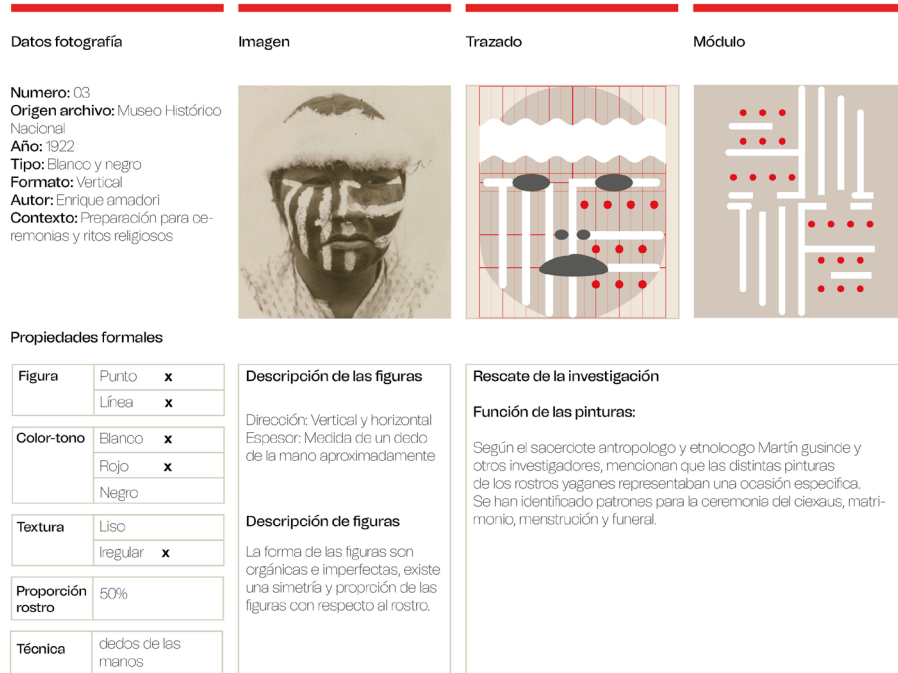 Datos fotografía
Imagen
Trazado
Módulo
Numero: 03
Origen archivo: Museo Histórico
Nacional
Año: 1922
Tipo: Blanco y negro
Formato: Vertical
Autor: Enrique amadori
Contexto: Preparación para ce-
remonias y ritos religiosos
Propiedades formales
Figura
Punto x
Línea x
Color-tono
Blanco x
Rojo x
Negro
Textura
Liso
Iregular x
Proporción
rostro
50%
Técnica
dedos de las
manos
Descripción de las figuras
Dirección: Vertical y horizontal
Espesor: Medida de un dedo
de la mano aproximadamente
Descripción de figuras
La forma de las figuras son
orgánicas e imperfectas, existe
una simetría y proprción de las
figuras con respecto al rostro.
Rescate de la investigación
Función de las pinturas:
Según el sacerdote antropologo y etnoloogo Martín gusinde y
otros investigadores, mencionan que las distintas pinturas
de los rostros yaganes representaban una ocasión especifica.
Se han identificado patrones para la ceremonia del ciexaus, matri-
monio, menstrución y funeral.